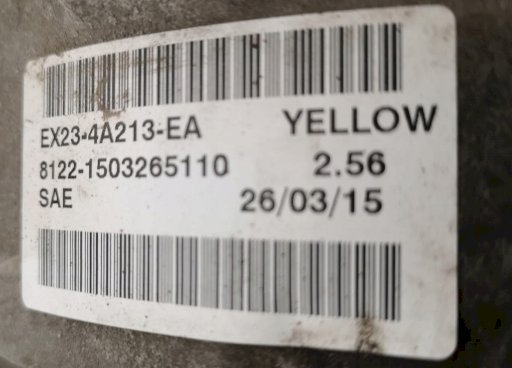 EX23-4A213-EA YELLOW
8122-1503265110 2.56
SAE 26/03/15